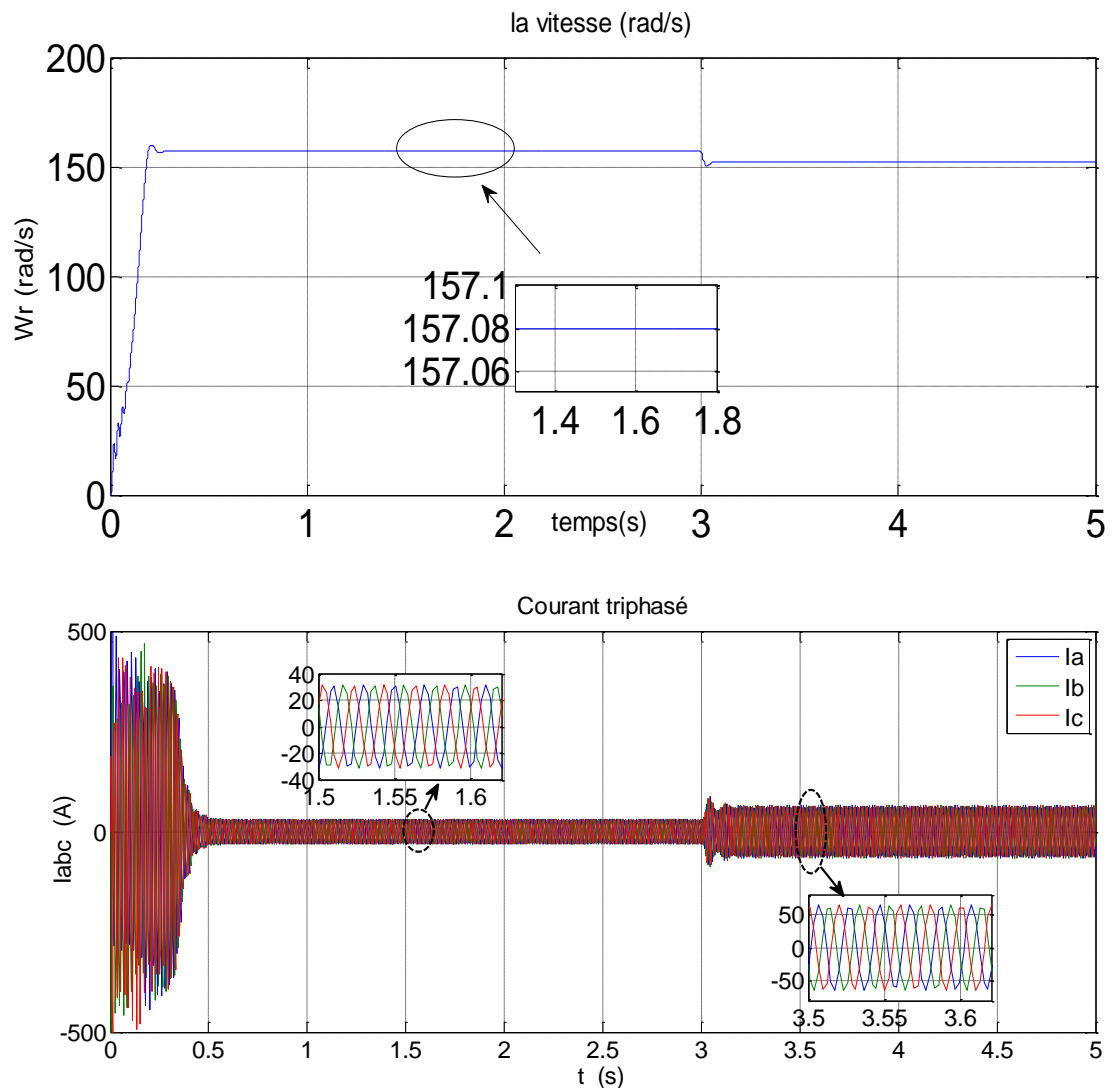 la vitesse (rad/s)
200
150
100
50
0
Wr (rad/s)
157.1
157.08
157.06
1.4 1.6 1.8
0 1 2 3 4 5
temps(s)
Courant triphasé
500
0
-500
Iabc (A)
Ia
Ib
Ic
40
20
0
-20
-40
1.5 1.55 1.6
50
0
-50
3.5 3.55 3.6
0 0.5 1 1.5 2 2.5 3 3.5 4 4.5 5
t (s)